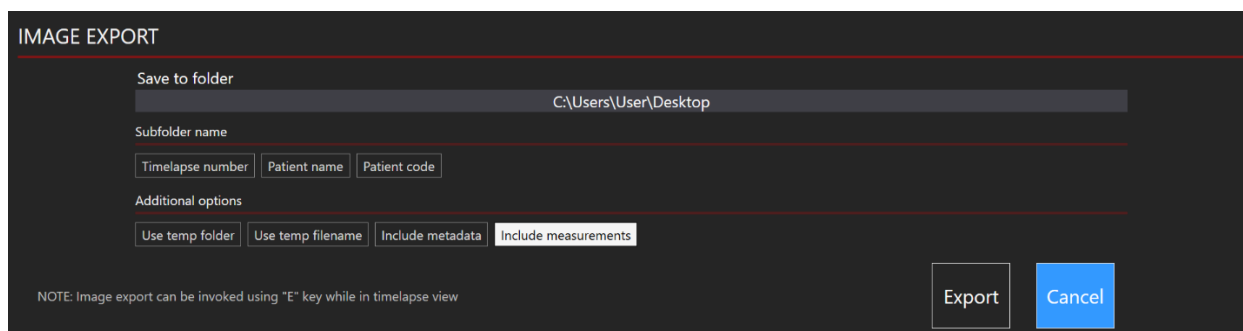 IMAGE EXPORT
Save to folder
C:\Users\User\Desktop
Subfolder name
Timelapse number Patient name Patient code
Additional options
Use temp folder Use temp filename Include metadata Include measurements
NOTE: Image export can be invoked using "E" key while in timelapse view
Export Cancel